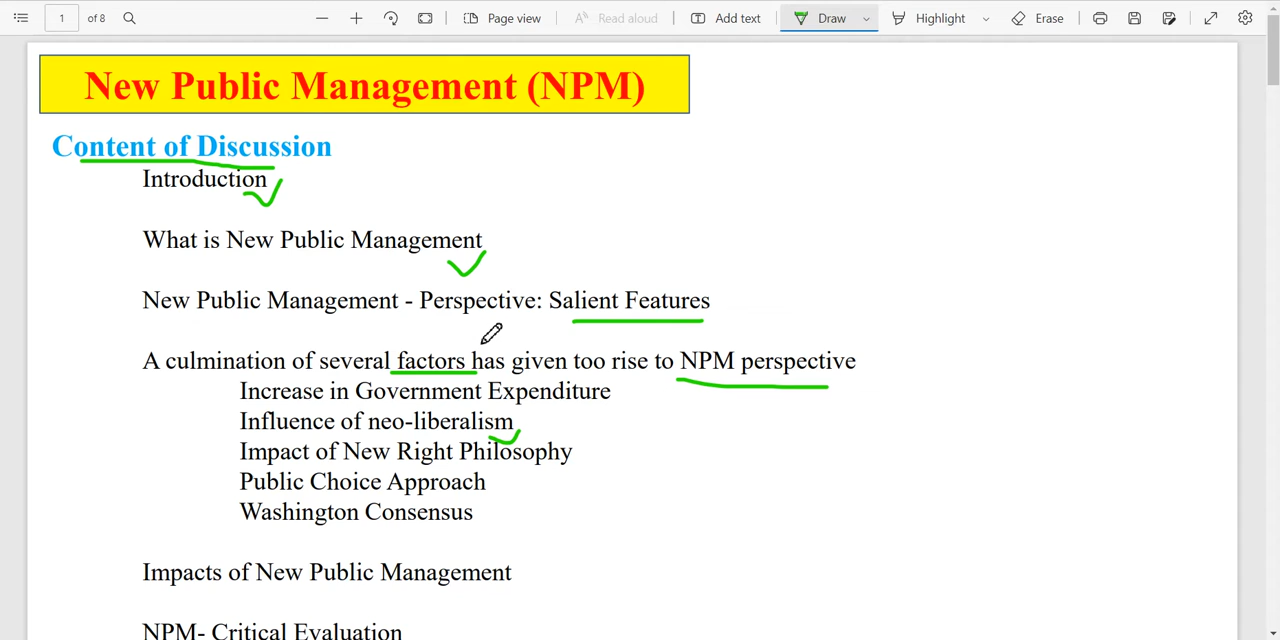 1 of 8 Page view Read aloud Add text Draw Highlight Erase
New Public Management (NPM)
Content of Discussion
Introduction
What is New Public Management
New Public Management - Perspective: Salient Features
A culmination of several factors has given too rise to NPM perspective
Increase in Government Expenditure
Influence of neo-liberalism
Impact of New Right Philosophy
Public Choice Approach
Washington Consensus
Impacts of New Public Management
NPM- Critical Evaluation